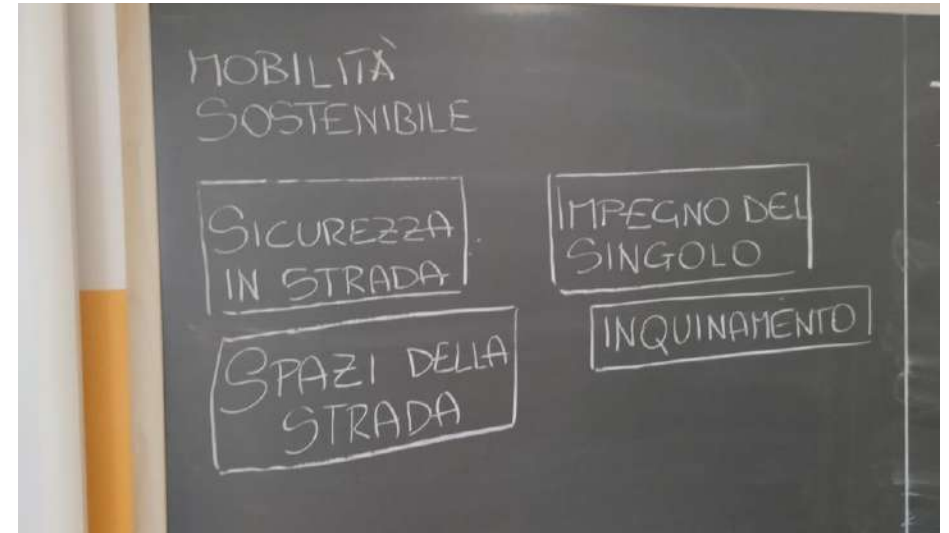 MOBILITÀ
SOSTENIBILE
SICUREZZA
IN STRADA
SPAZI DELLA
STRADA
IMPEGNO DEL
SINGOLO
INQUINAMENTO